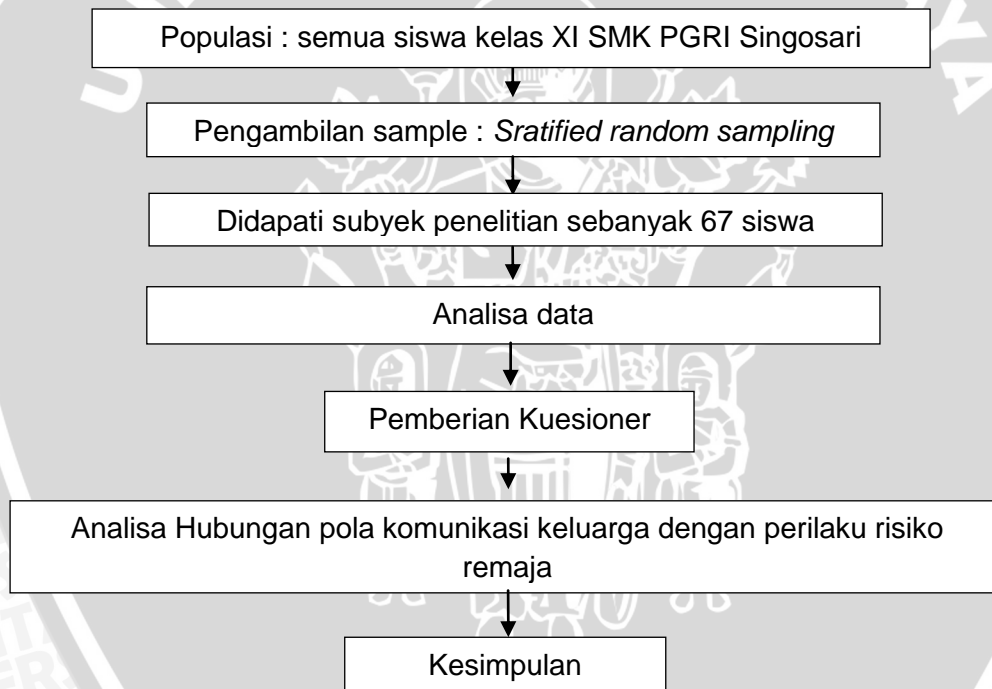 Populasi : semua siswa kelas XI SMK PGRI Singosari
Pengambilan sample : Sratified random sampling
Didapati subyek penelitian sebanyak 67 siswa
Analisa data
Pemberian Kuesioner
Analisa Hubungan pola komunikasi keluarga dengan perilaku risiko
remaja
Kesimpulan